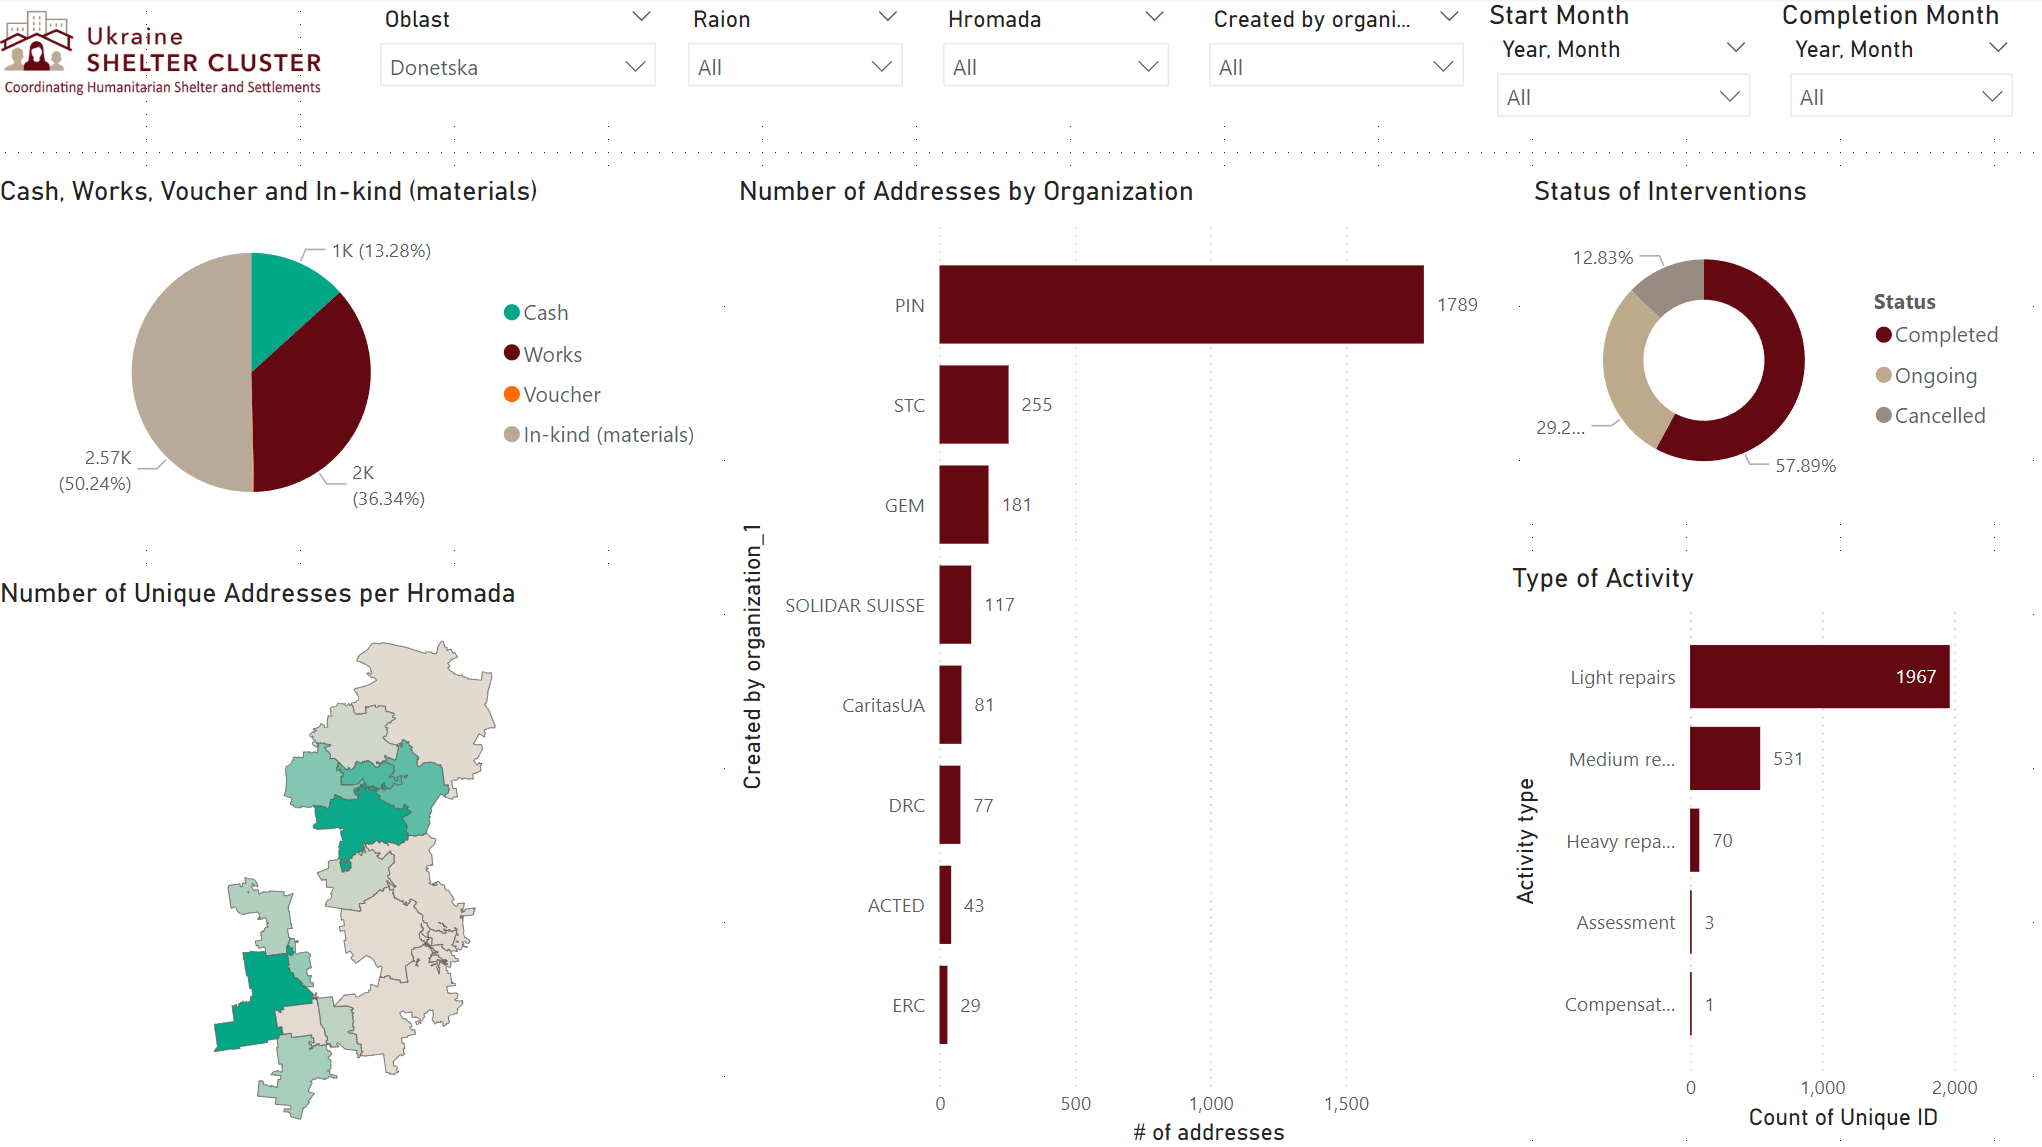 Ukraine
SHELTER CLUSTER
Coordinating Humanitarian Shelter and Settlements
Oblast
Donetska
Raion
All
Hromada
All
Created by organi...
All
Start Month
Year, Month
All
Completion Month
Year, Month
All
Cash, Works, Voucher and In-kind (materials)
1K (13.28%)
2.57K
(50.24%)
2K
(36.34%)
Cash
Works
Voucher
In-kind (materials)
Number of Unique Addresses per Hromada
Number of Addresses by Organization
Created by organization_1
PIN 1789
STC 255
GEM 181
SOLIDAR SUISSE 117
CaritasUA 81
DRC 77
ACTED 43
ERC 29
0 500 1,000 1,500
# of addresses
Status of Interventions
12.83%
29.2...
57.89%
Status
Completed
Ongoing
Cancelled
Type of Activity
Activity type
Light repairs 1967
Medium re... 531
Heavy repa... 70
Assessment 3
Compensat... 1
0 1,000 2,000
Count of Unique ID